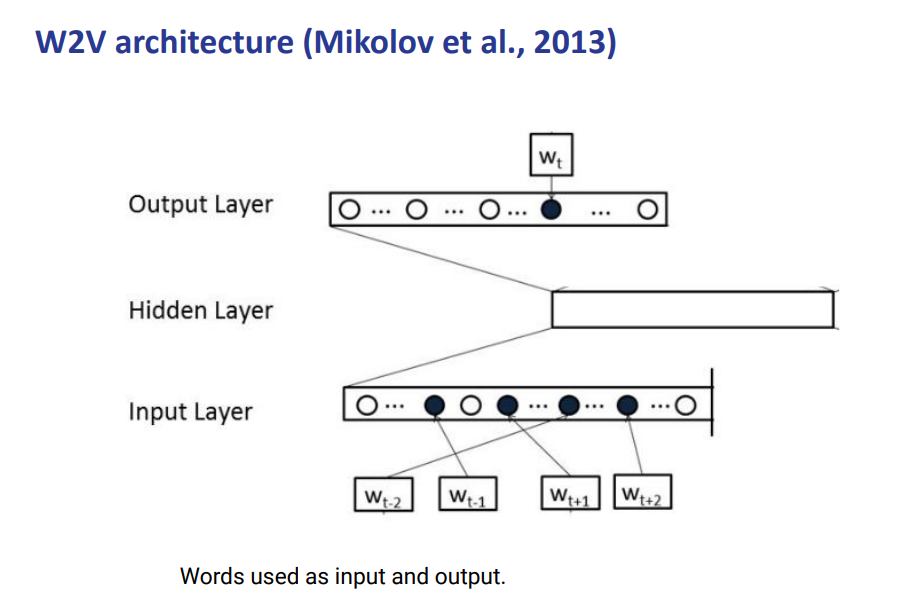 W2V architecture (Mikolov et al., 2013)
wt
Output Layer
... ... ... ...
Hidden Layer
Input Layer
... ... ... ...
wt-2 wt-1 wt+1 wt+2
Words used as input and output.